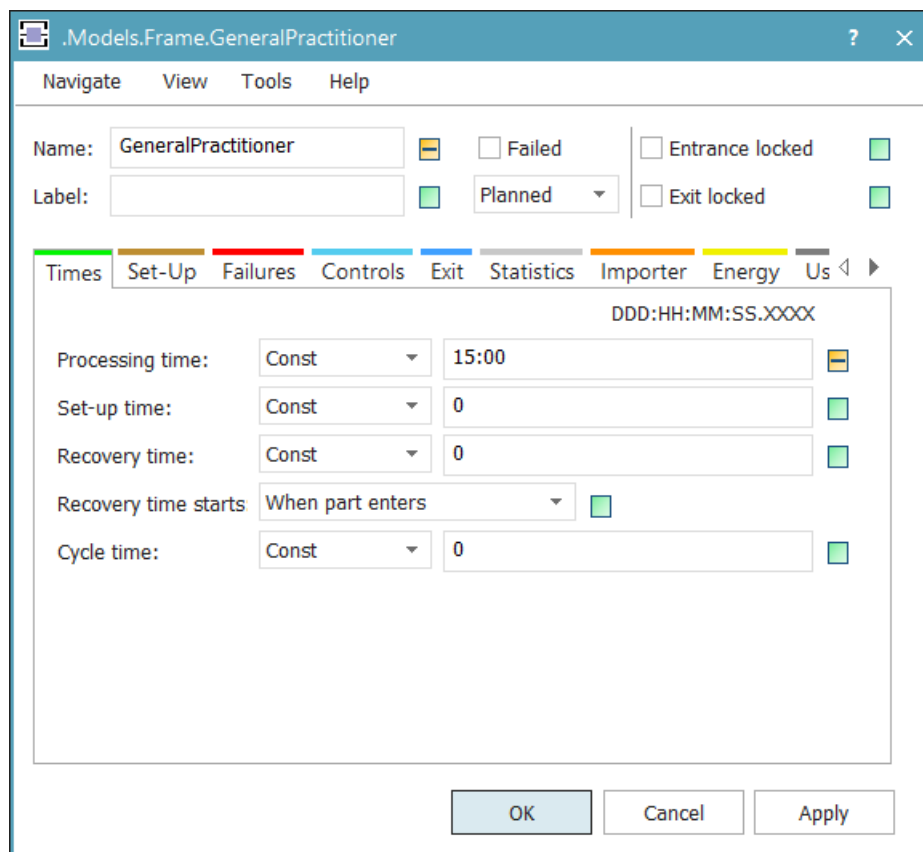 .Models.Frame.GeneralPractitioner ? ×
Navigate View Tools Help
Name: GeneralPractitioner Failed Entrance locked
Label: Planned Exit locked
Times Set-Up Failures Controls Exit Statistics Importer Energy Us
DDD:HH:MM:SS.XXXX
Processing time: Const 15:00
Set-up time: Const 0
Recovery time: Const 0
Recovery time starts: When part enters
Cycle time: Const 0
OK Cancel Apply